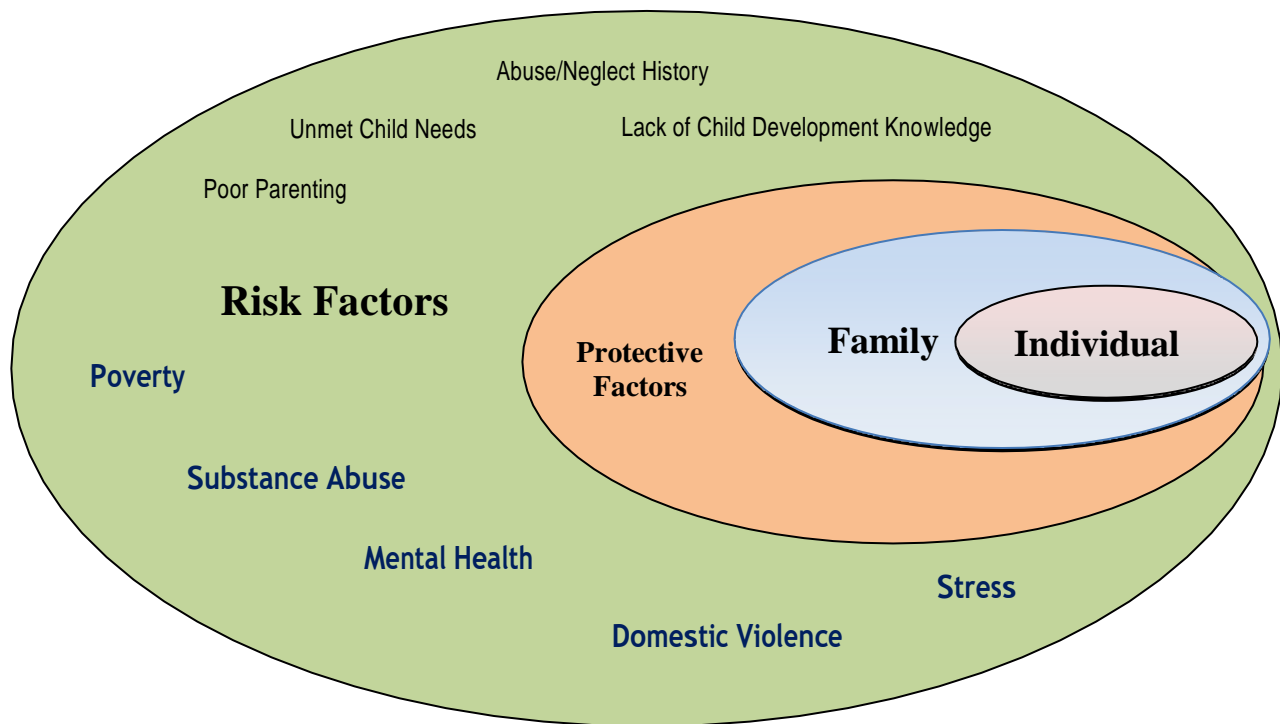 Abuse/Neglect History
Unmet Child Needs
Lack of Child Development Knowledge
Poor Parenting
Risk Factors
Protective
Factors
Family
Individual
Poverty
Substance Abuse
Mental Health
Stress
Domestic Violence